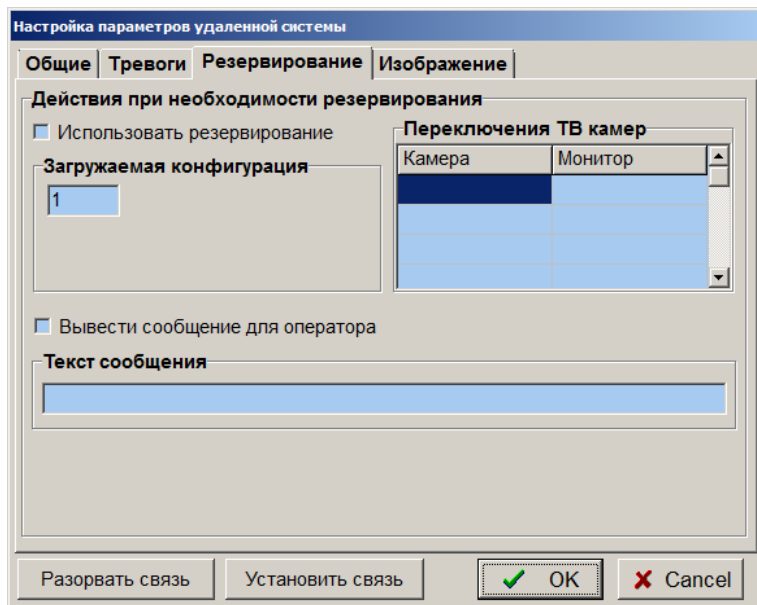 Настройка параметров удаленной системы
Общие Тревоги Резервирование Изображение
Действия при необходимости резервирования
Использовать резервирование
Переключения ТВ камер
Загружаемая конфигурация
Камера Монитор
1
Вывести сообщение для оператора
Текст сообщения
Разорвать связь Установить связь OK Cancel